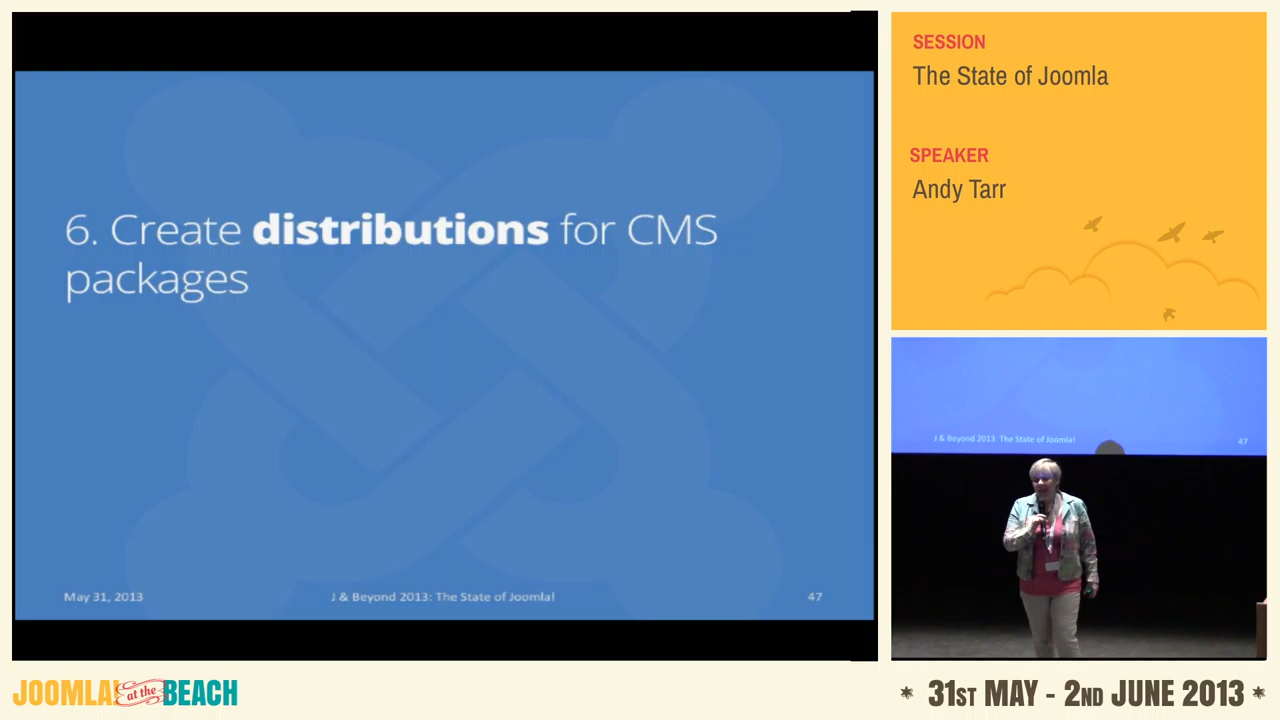 6. Create distributions for CMS
packages
May 31, 2013
J & Beyond 2013: The State of Joomla!
47
SESSION
The State of Joomla
SPEAKER
Andy Tarr
J & Beyond 2013: The State of Joomla!
47
JOOMLA! at the BEACH
* 31ST MAY - 2ND JUNE 2013 *